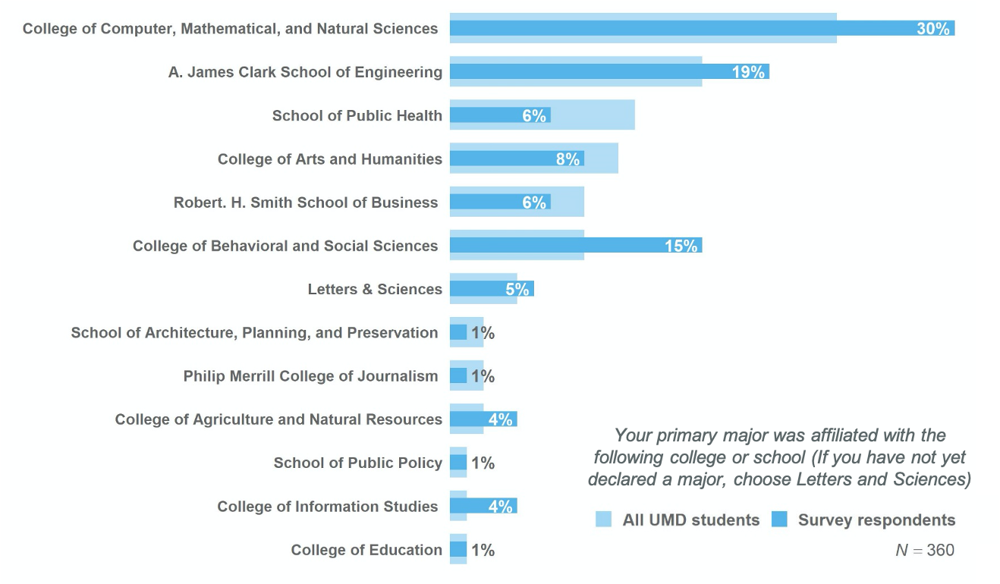 College of Computer, Mathematical, and Natural Sciences 30%
A. James Clark School of Engineering 19%
School of Public Health 6%
College of Arts and Humanities 8%
Robert. H. Smith School of Business 6%
College of Behavioral and Social Sciences 15%
Letters & Sciences 5%
School of Architecture, Planning, and Preservation 1%
Philip Merrill College of Journalism 1%
College of Agriculture and Natural Resources 4%
School of Public Policy 1%
College of Information Studies 4%
College of Education 1%
Your primary major was affiliated with the
following college or school (If you have not yet
declared a major, choose Letters and Sciences)
All UMD students Survey respondents
N = 360